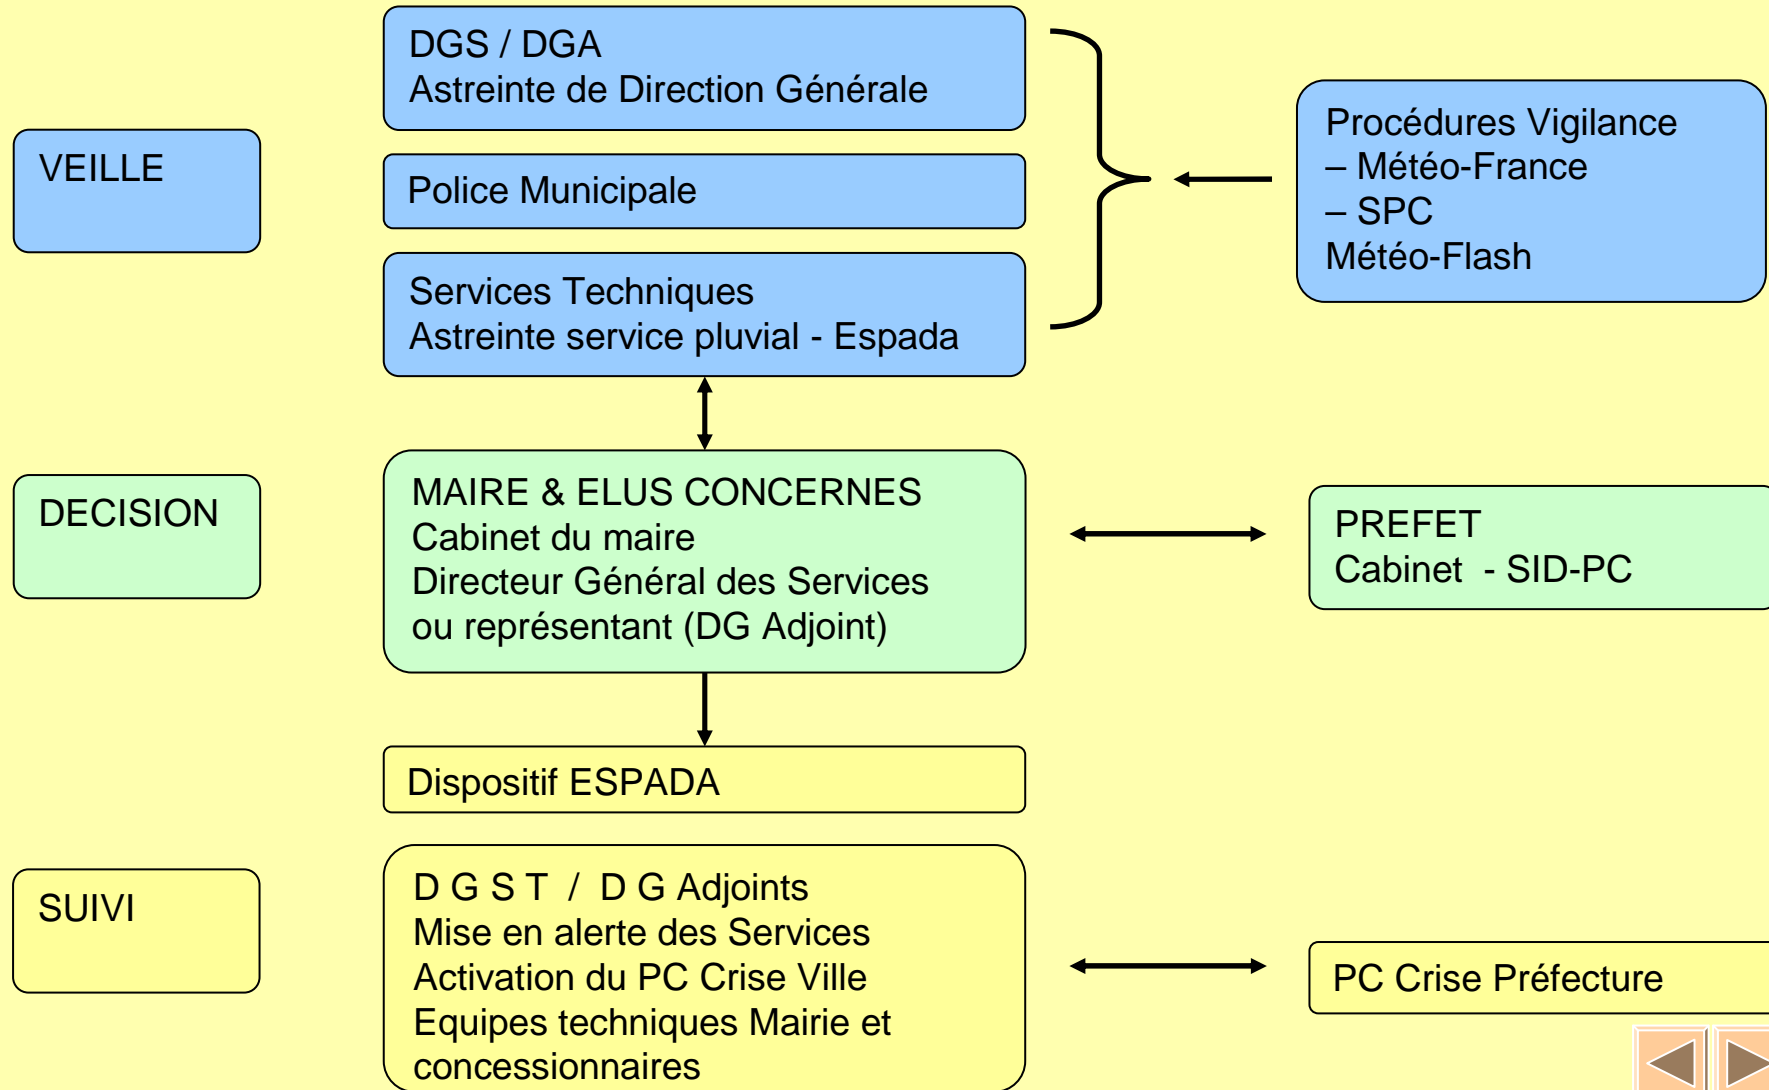 VEILLE
DGS / DGA
Astreinte de Direction Générale
Police Municipale
Services Techniques
Astreinte service pluvial - Espada
Procédures Vigilance
– Météo-France
– SPC
Météo-Flash
DECISION
MAIRE & ELUS CONCERNES
Cabinet du maire
Directeur Général des Services
ou représentant (DG Adjoint)
PREFET
Cabinet - SID-PC
Dispositif ESPADA
SUIVI
D G S T / D G Adjoints
Mise en alerte des Services
Activation du PC Crise Ville
Equipes techniques Mairie et
concessionnaires
PC Crise Préfecture